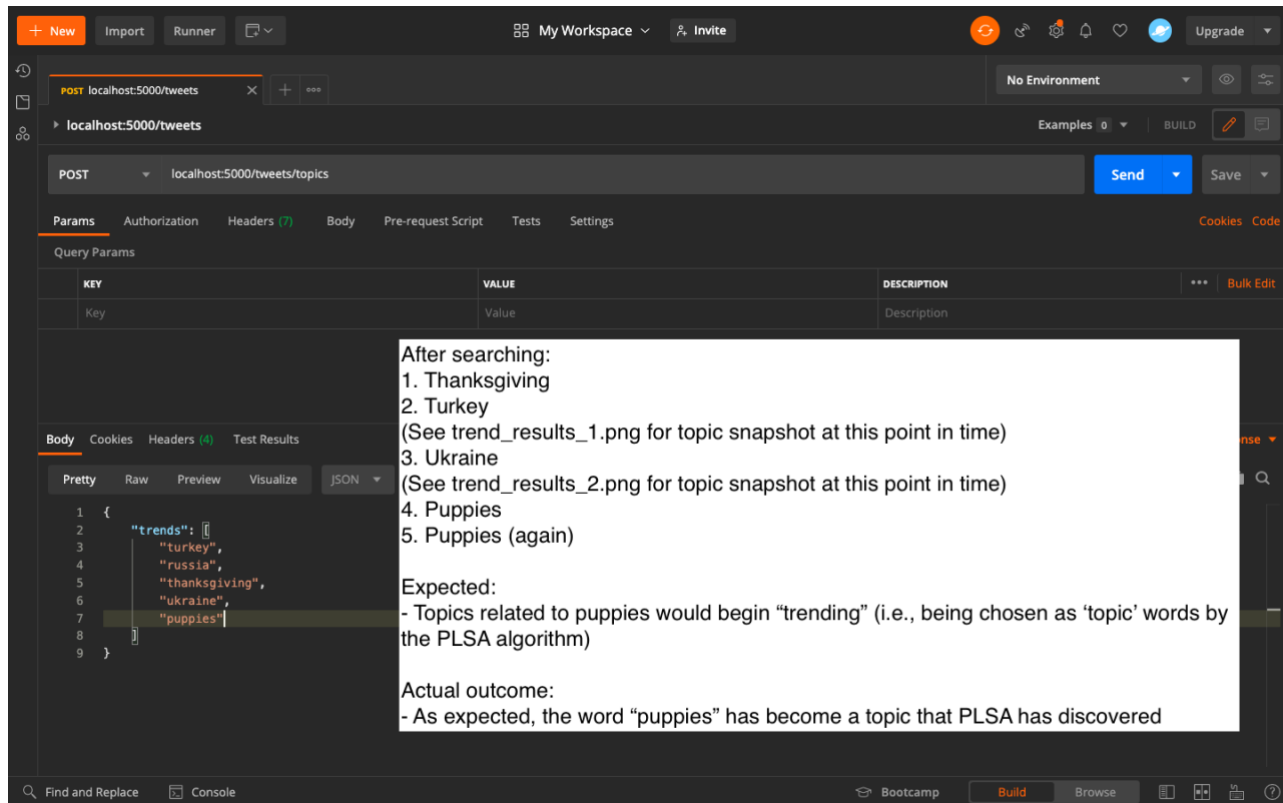 + New Import Runner My Workspace Invite Upgrade
POST localhost:5000/tweets No Environment
localhost:5000/tweets Examples 0 BUILD
POST localhost:5000/tweets/topics Send Save
Params Authorization Headers (7) Body Pre-request Script Tests Settings Cookies Code
Query Params
KEY VALUE DESCRIPTION Bulk Edit
Key Value Description
After searching:
1. Thanksgiving
2. Turkey
(See trend_results_1.png for topic snapshot at this point in time)
3. Ukraine
(See trend_results_2.png for topic snapshot at this point in time)
4. Puppies
5. Puppies (again)
Expected:
- Topics related to puppies would begin “trending” (i.e., being chosen as ‘topic’ words by
the PLSA algorithm)
Actual outcome:
- As expected, the word “puppies” has become a topic that PLSA has discovered
Body Cookies Headers (4) Test Results
Pretty Raw Preview Visualize JSON
1 {
2 "trends": [
3 "turkey",
4 "russia",
5 "thanksgiving",
6 "ukraine",
7 "puppies"
8 ]
9 }
Find and Replace Console Bootcamp Build Browse